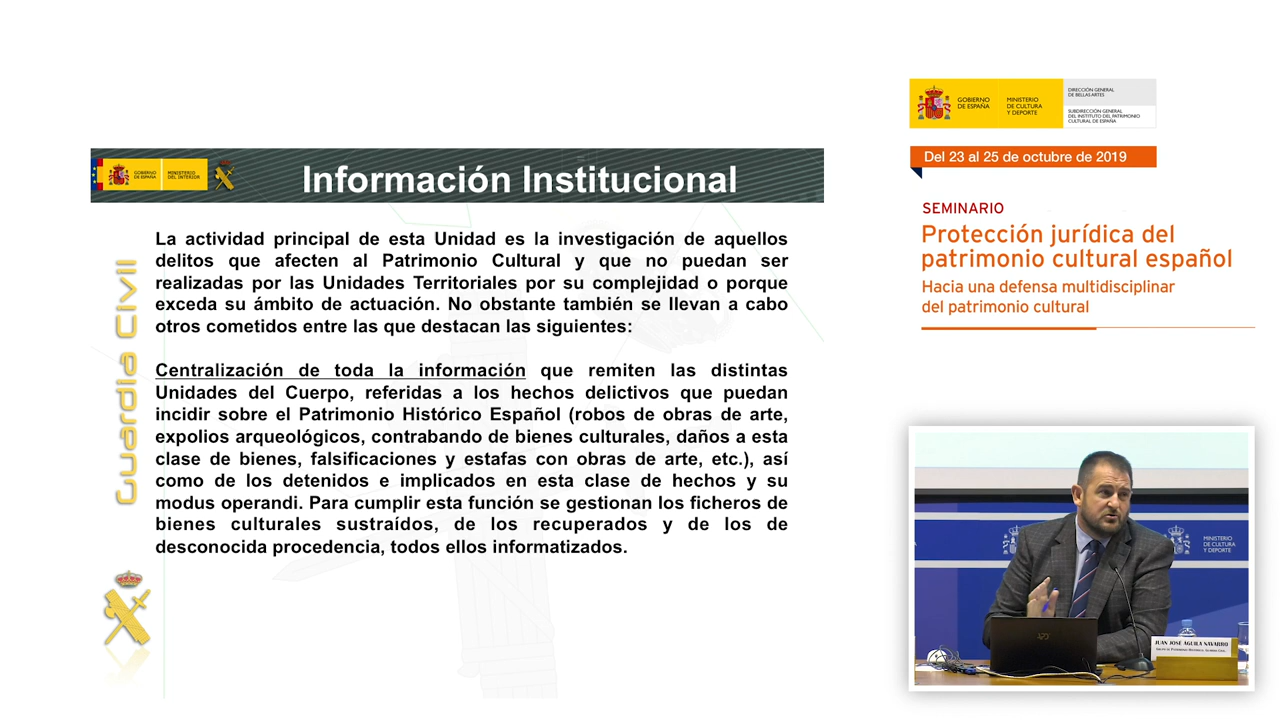 GOBIERNO
DE ESPAÑA
MINISTERIO
DEL INTERIOR
Información Institucional
La actividad principal de esta Unidad es la investigación de aquellos
delitos que afecten al Patrimonio Cultural y que no puedan ser
realizadas por las Unidades Territoriales por su complejidad o porque
exceda su ámbito de actuación. No obstante también se llevan a cabo
otros cometidos entre las que destacan las siguientes:
Centralización de toda la información que remiten las distintas
Unidades del Cuerpo, referidas a los hechos delictivos que puedan
incidir sobre el Patrimonio Histórico Español (robos de obras de arte,
expolios arqueológicos, contrabando de bienes culturales, daños a esta
clase de bienes, falsificaciones y estafas con obras de arte, etc.), así
como de los detenidos e implicados en esta clase de hechos y su
modus operandi. Para cumplir esta función se gestionan los ficheros de
bienes culturales sustraídos, de los recuperados y de los de
desconocida procedencia, todos ellos informatizados.
Guardia Civil
GOBIERNO
DE ESPAÑA
MINISTERIO
DE CULTURA
Y DEPORTE
DIRECCIÓN GENERAL
DE BELLAS ARTES
SUBDIRECCIÓN GENERAL
DEL INSTITUTO DEL PATRIMONIO
CULTURAL DE ESPAÑA
Del 23 al 25 de octubre de 2019
SEMINARIO
Protección jurídica del
patrimonio cultural español
Hacia una defensa multidisciplinar
del patrimonio cultural
MINISTERIO
DE CULTURA
Y DEPORTE
JUAN JOSÉ ÁGUILA NAVARRO